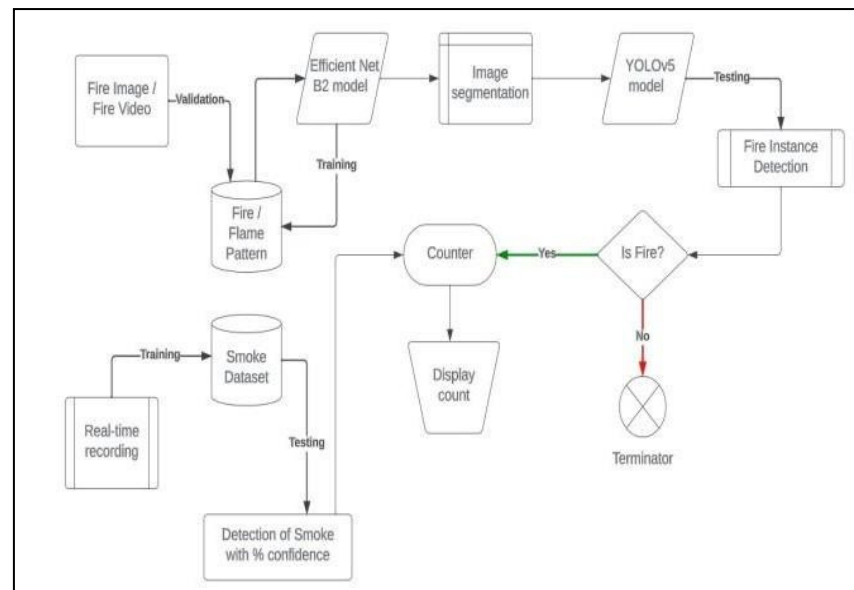 Fire Image /
Fire Video
Validation
Efficient Net
B2 model
Image
segmentation
YOLOv5
model
Testing
Fire Instance
Detection
Training
Fire /
Flame
Pattern
Counter
Yes
Is Fire?
No
Terminator
Display
count
Training
Smoke
Dataset
Real-time
recording
Testing
Detection of Smoke
with % confidence